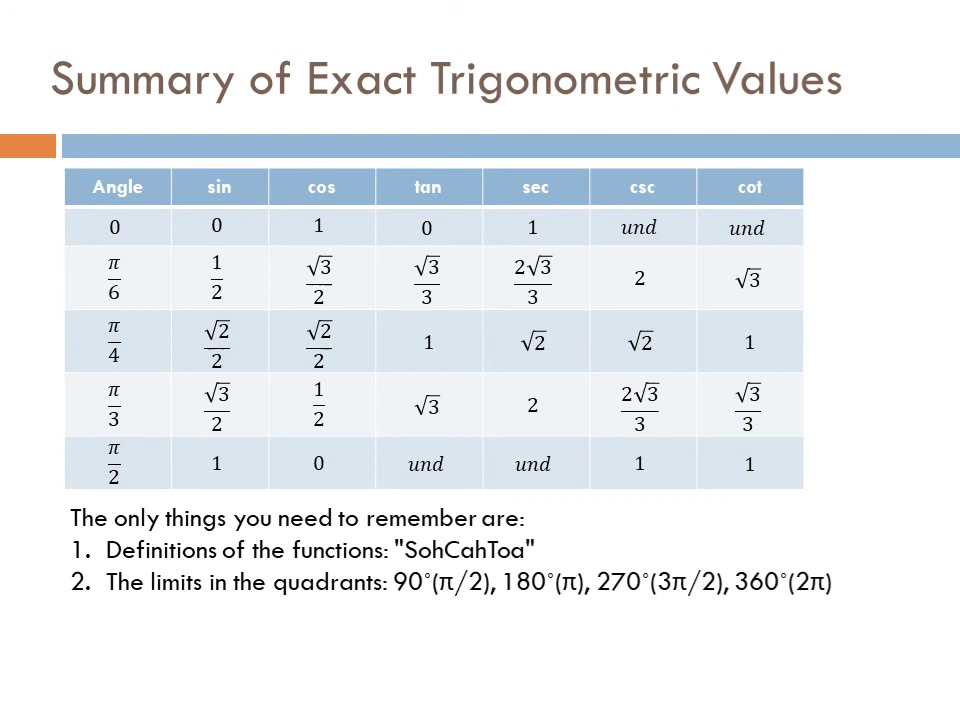 Summary of Exact Trigonometric Values
Angle sin cos tan sec csc cot
0 0 1 0 1 und und
π/6 1/2 √3/2 √3/3 2√3/3 2 √3
π/4 √2/2 √2/2 1 √2 √2 1
π/3 √3/2 1/2 √3 2 2√3/3 √3/3
π/2 1 0 und und 1 1
The only things you need to remember are:
1. Definitions of the functions: "SohCahToa"
2. The limits in the quadrants: 90˚(π/2), 180˚(π), 270˚(3π/2), 360˚(2π)